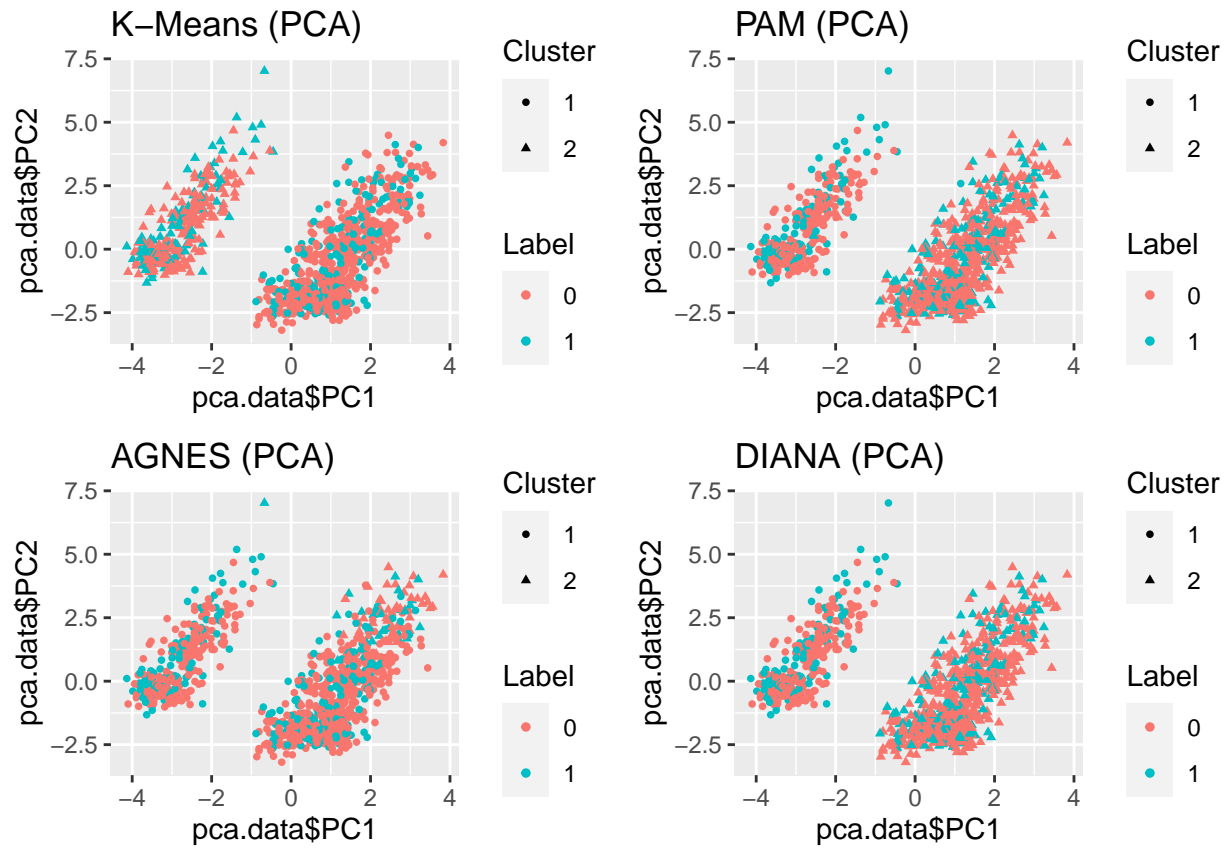 K−Means (PCA)
pca.data$PC2
7.5
5.0
2.5
0.0
−2.5
−4 −2 0 2 4
pca.data$PC1
Cluster
1
2
Label
0
1
PAM (PCA)
pca.data$PC2
7.5
5.0
2.5
0.0
−2.5
−4 −2 0 2 4
pca.data$PC1
Cluster
1
2
Label
0
1
AGNES (PCA)
pca.data$PC2
7.5
5.0
2.5
0.0
−2.5
−4 −2 0 2 4
pca.data$PC1
Cluster
1
2
Label
0
1
DIANA (PCA)
pca.data$PC2
7.5
5.0
2.5
0.0
−2.5
−4 −2 0 2 4
pca.data$PC1
Cluster
1
2
Label
0
1